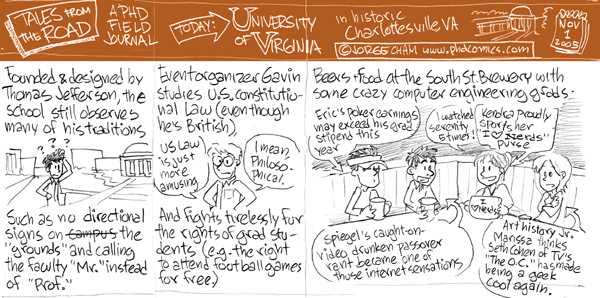 TALES FROM THE ROAD
A PHD FIELD JOURNAL
TODAY:
UNIVERSITY OF VIRGINIA
in historic Charlottesville, VA
© JORGE CHAM www.phdcomics.com
NOV 1 2005
Founded & designed by
Thomas Jefferson, the
school still observes
many of his traditions
? ? ?
Such as no directional
signs on campus the
"grounds" and calling
the faculty "Mr." instead
of "Prof."
Event organizer Gavin
studies U.S. constitutio-
nal Law (even though
he's British)
US Law
is just
more
amusing
I mean,
Philoso-
phical.
And fights tirelessly for
the rights of grad stu-
dents (e.g. the right
to attend football games
for free.)
Beers + Food at the South St. Brewery with
some crazy computer engineering grads-
Eric's poker earnings
may exceed his grad
stipend this
year
I watched
serenity
5 times!
Kendra proudly
sports her
"I ♡ Nerds"
Purse
I ♡ Nerds
Spiegel's caught-on-
video drunken passover
rant became one of
those internet sensations
Art history Jr.
Marissa thinks
Seth Cohen of TV's
"The O.C." has made
being a geek
cool again.